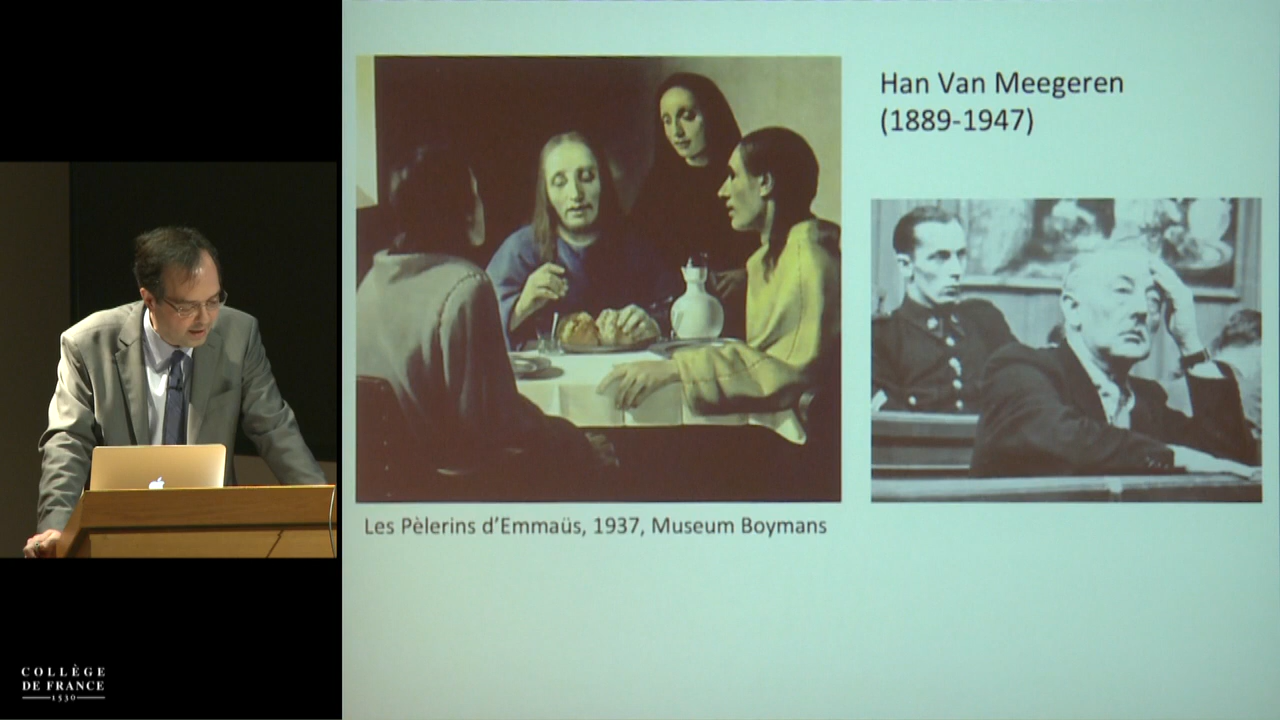 Han Van Meegeren
(1889-1947)
Les Pèlerins d'Emmaüs, 1937, Museum Boymans
COLLÈGE
DE FRANCE
1530